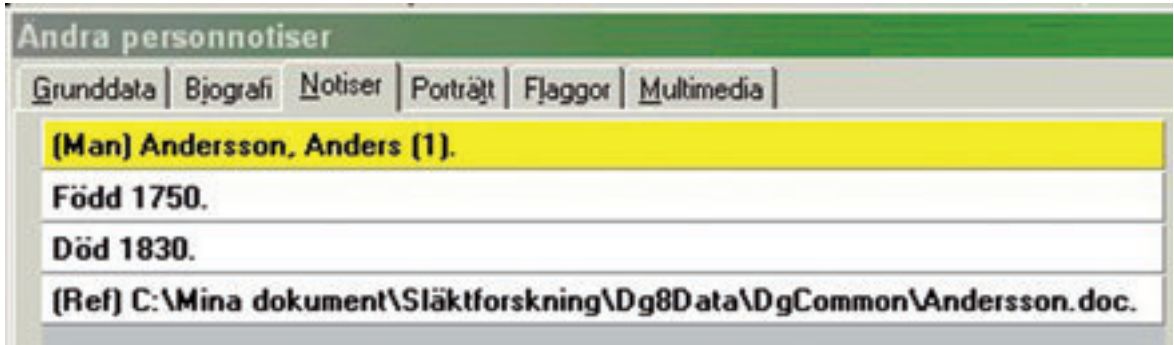 Ändra personnotiser
Grunddata Biografi Notiser Porträtt Flaggor Multimedia
(Man) Andersson, Anders (1).
Född 1750.
Död 1830.
(Ref) C:\Mina dokument\Släktforskning\Dg8Data\DgCommon\Andersson.doc.